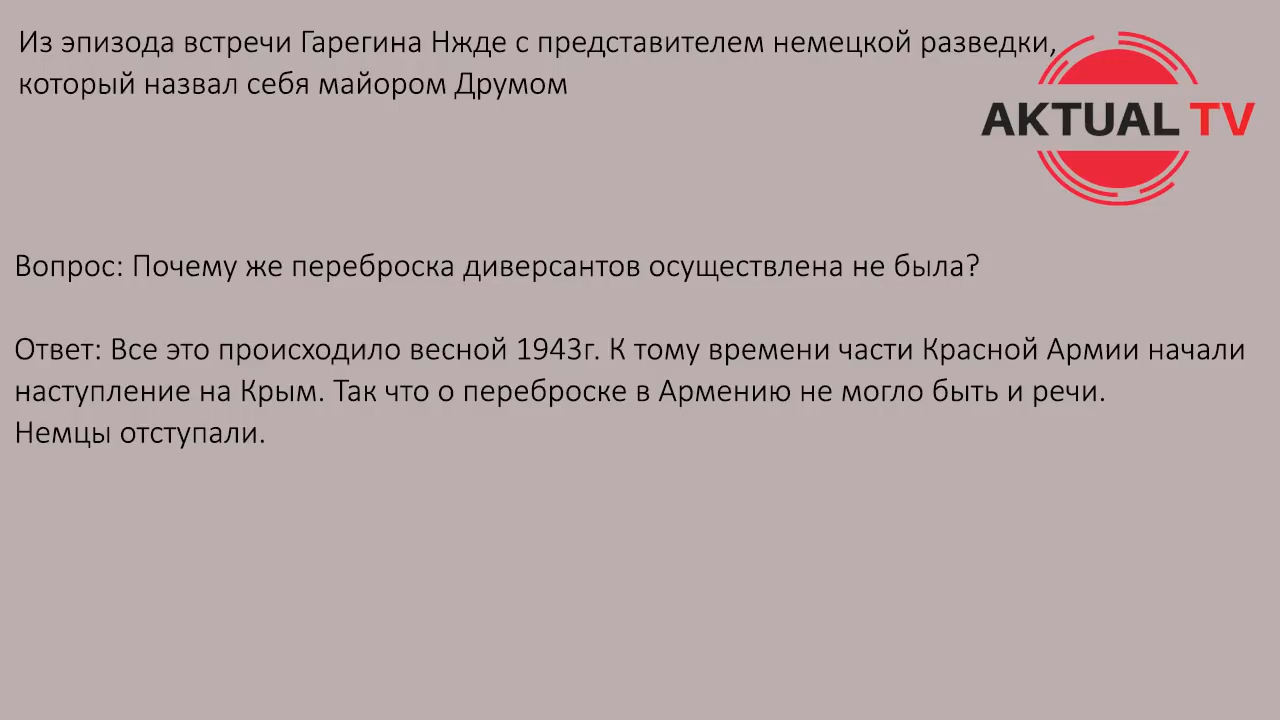 Из эпизода встречи Гарегина Нжде с представителем немецкой разведки,
который назвал себя майором Друмом
AKTUAL TV
Вопрос: Почему же переброска диверсантов осуществлена не была?
Ответ: Все это происходило весной 1943г. К тому времени части Красной Армии начали
наступление на Крым. Так что о переброске в Армению не могло быть и речи.
Немцы отступали.